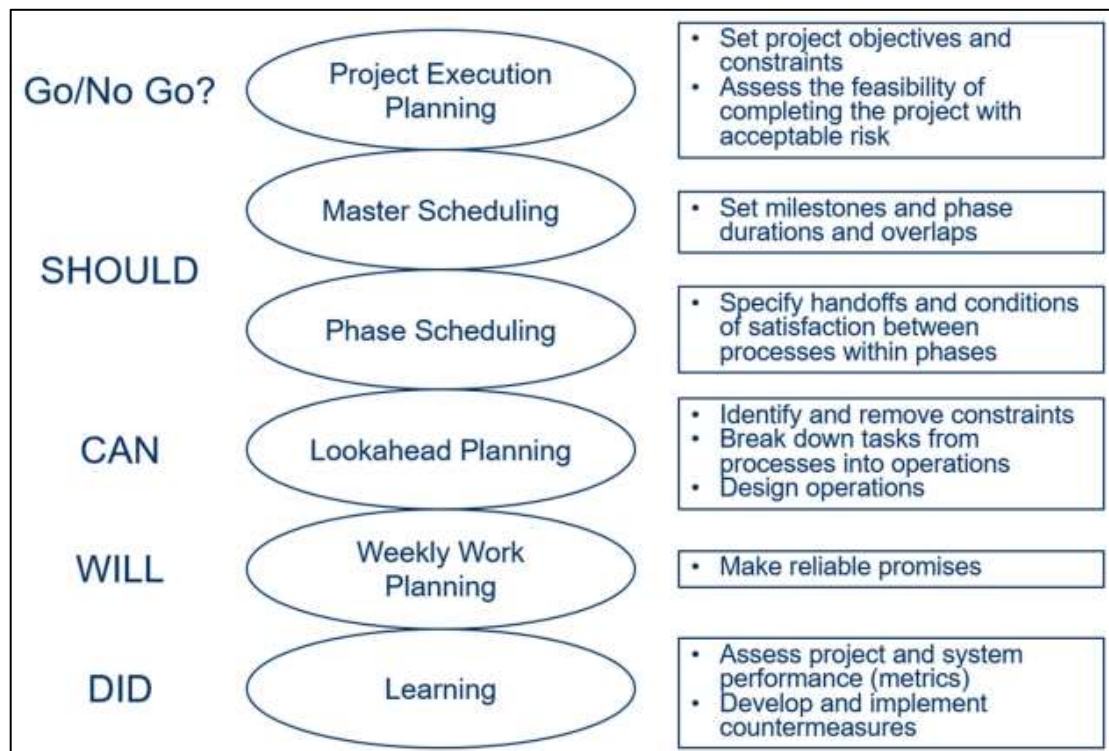 Go/No Go?
Project Execution
Planning
• Set project objectives and
constraints
• Assess the feasibility of
completing the project with
acceptable risk
SHOULD
Master Scheduling
• Set milestones and phase
durations and overlaps
Phase Scheduling
• Specify handoffs and conditions
of satisfaction between
processes within phases
CAN
Lookahead Planning
• Identify and remove constraints
• Break down tasks from
processes into operations
• Design operations
WILL
Weekly Work
Planning
• Make reliable promises
DID
Learning
• Assess project and system
performance (metrics)
• Develop and implement
countermeasures